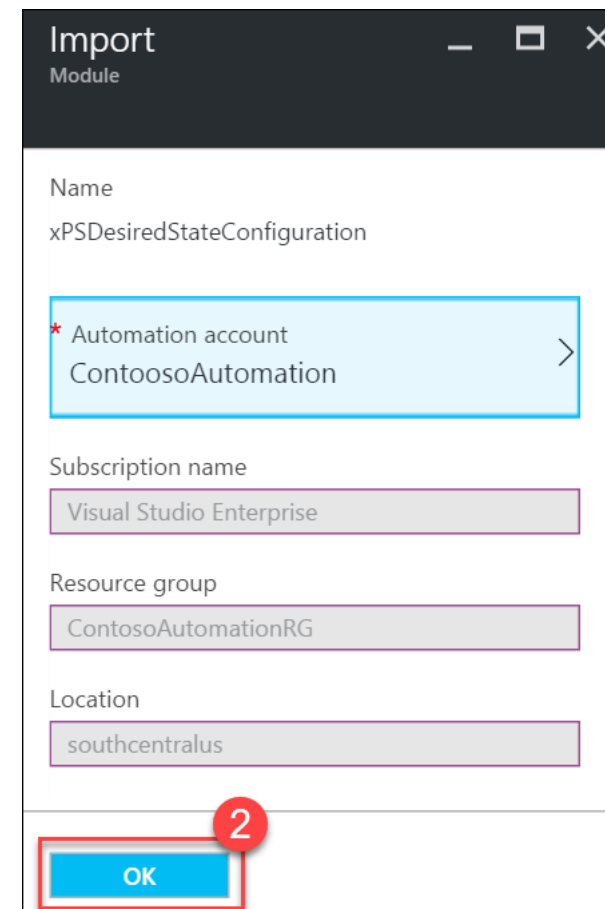 Import
Module
Name
xPSDesiredStateConfiguration
* Automation account
ContoosoAutomation
Subscription name
Visual Studio Enterprise
Resource group
ContosoAutomationRG
Location
southcentralus
2
OK